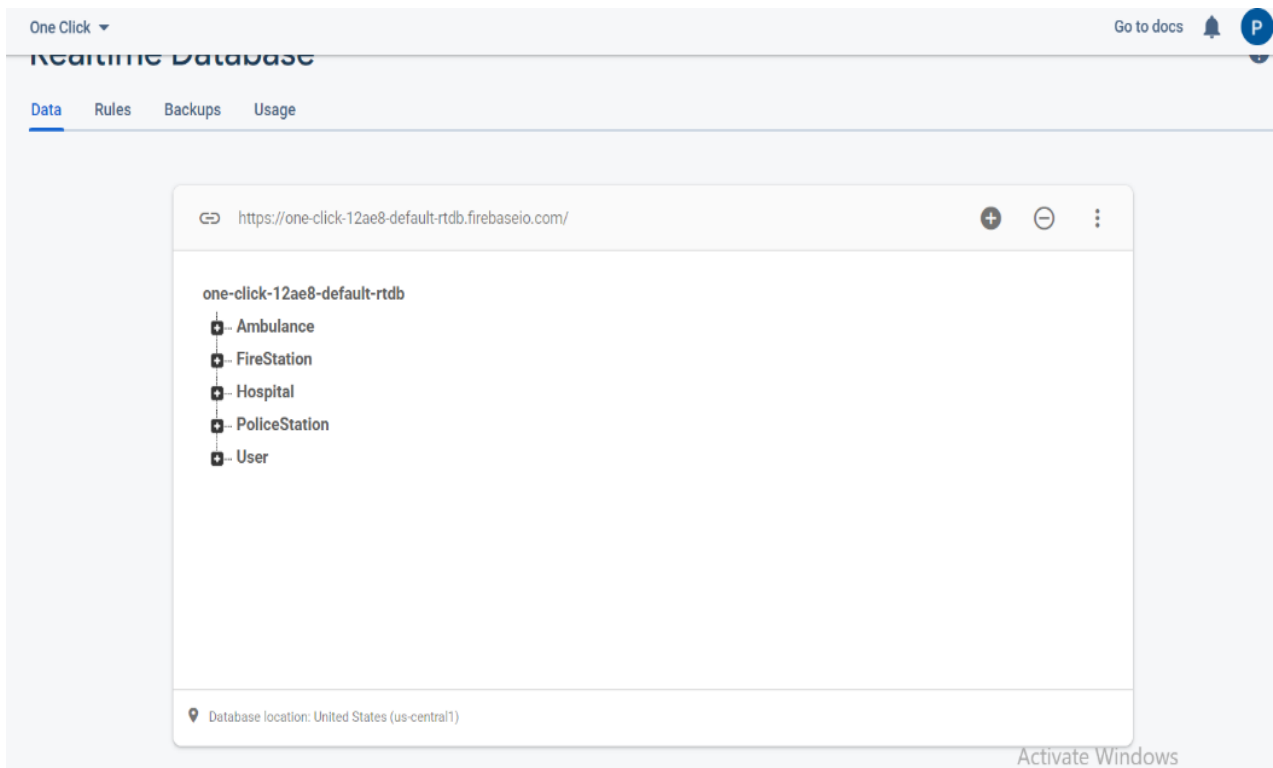 One Click Go to docs P
Realtime Database
Data Rules Backups Usage
https://one-click-12ae8-default-rtdb.firebaseio.com/
one-click-12ae8-default-rtdb
Ambulance
FireStation
Hospital
PoliceStation
User
Database location: United States (us-central1)
Activate Windows